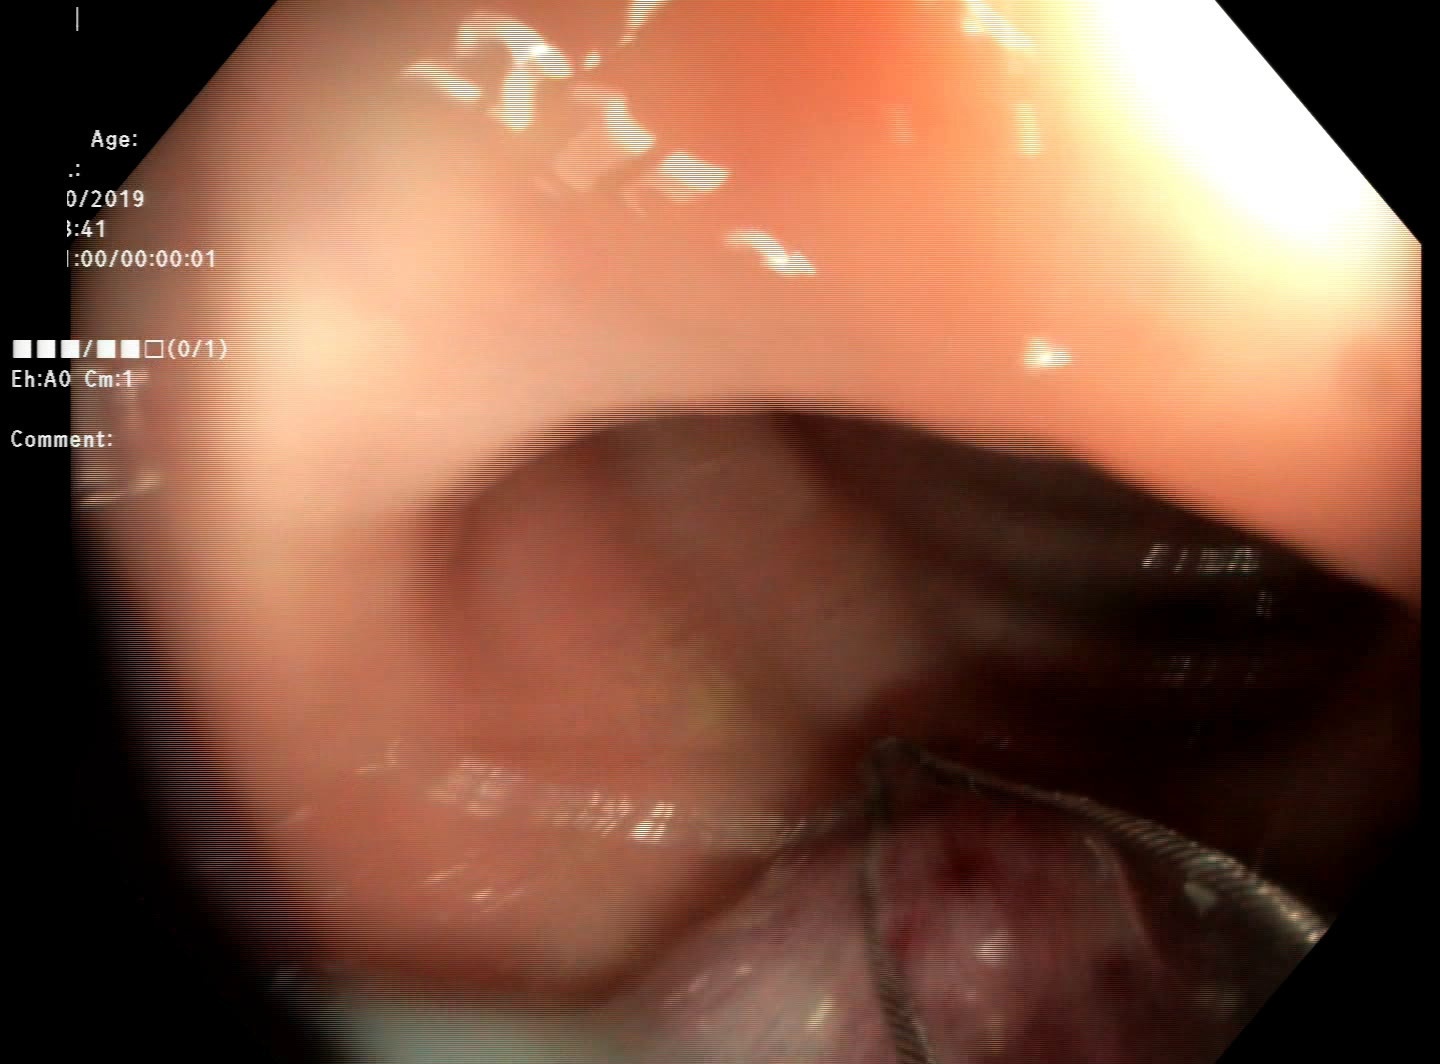 Age:
.:
0/2019
:41
:00/00:00:01
■■■/■■□(0/1)
Eh:A0 Cm:1
Comment: